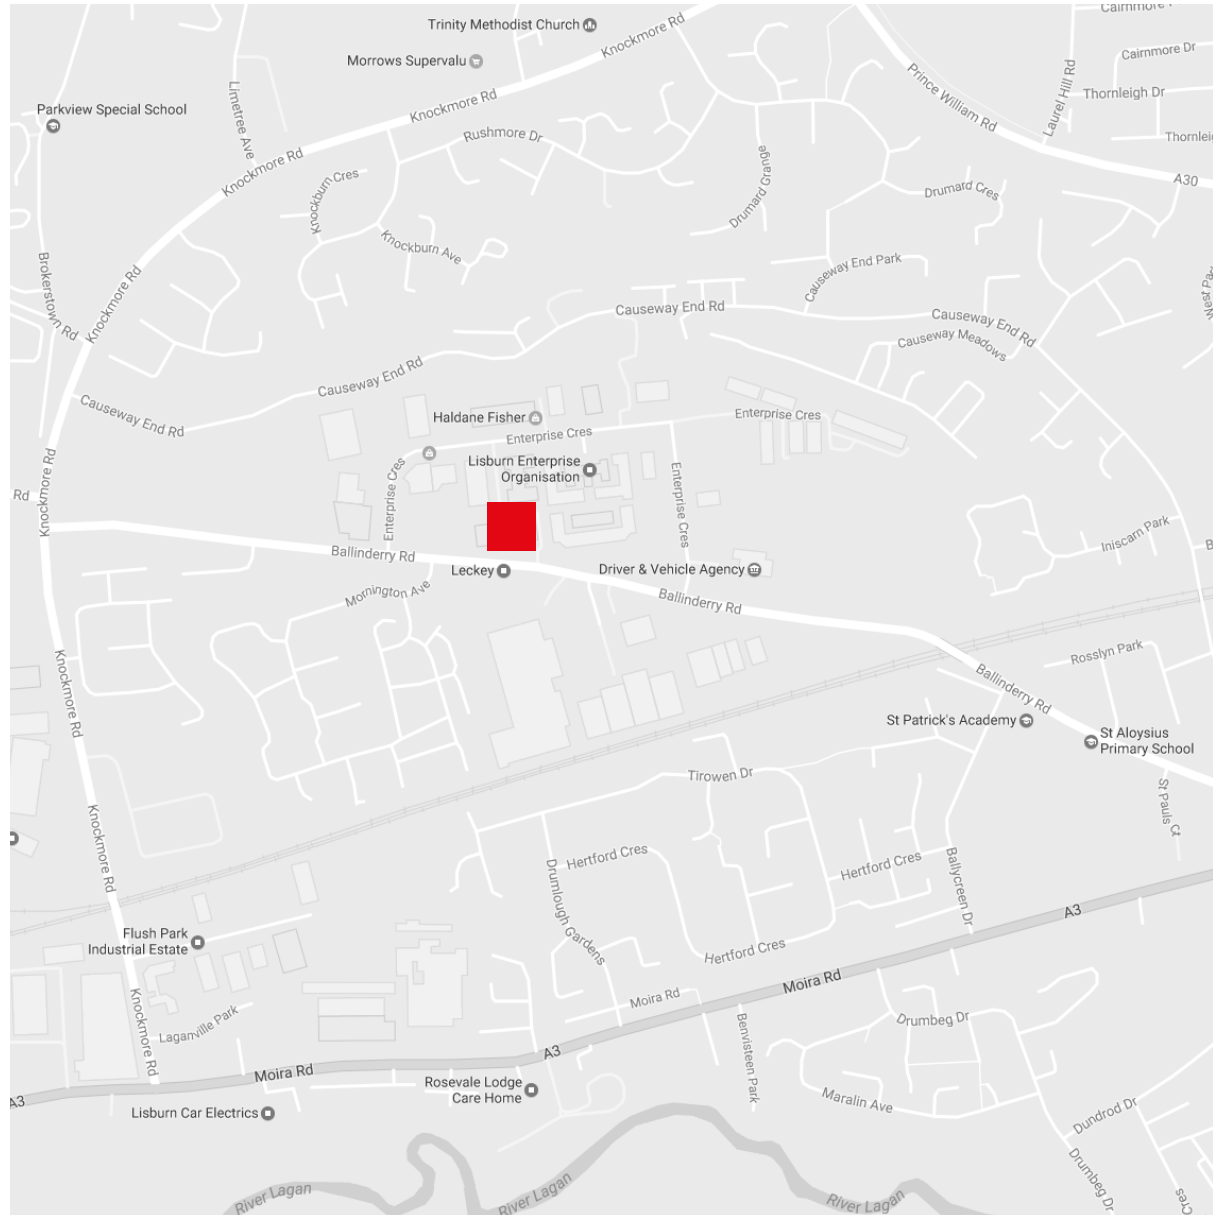 Cairnmore Rd
Trinity Methodist Church
Knockmore Rd
Cairnmore Dr
Morrows Supervalu
Prince William Rd
Laurel Hill Rd
Thornleigh Dr
Limetree Ave
Knockmore Rd
Parkview Special School
Rushmore Dr
Thornlei
Drumard Grange
Knockmore Rd
A30
Knockburn Cres
Drumard Cres
Knockburn Ave
Causeway End Park
Brokerstown Rd
Knockmore Rd
West Pa
Causeway End Rd
Causeway End Rd
Causeway Meadows
Causeway End Rd
Causeway End Rd
Haldane Fisher
Enterprise Cres
Enterprise Cres
Lisburn Enterprise
Organisation
Knockmore Rd
Rd
Enterprise Cres
Enterprise Cres
Iniscarn Park
B
Ballinderry Rd
Leckey
Driver & Vehicle Agency
Mornington Ave
Ballinderry Rd
Rosslyn Park
Knockmore Rd
Ballinderry Rd
St Patrick's Academy
St Aloysius
Primary School
Tirowen Dr
St Pauls Ct
Knockmore Rd
Hertford Cres
Hertford Cres
Drumlough Gardens
Ballycreen Dr
A3
Flush Park
Industrial Estate
Hertford Cres
Moira Rd
Moira Rd
Knockmore Rd
Laganville Park
Drumbeg Dr
Benvisteen Park
A3
Moira Rd
Rosevale Lodge
Care Home
A3
Lisburn Car Electrics
Maralin Ave
Dundrod Dr
Drumbeg Dr
River Lagan
River Lagan
River Lagan
Cres